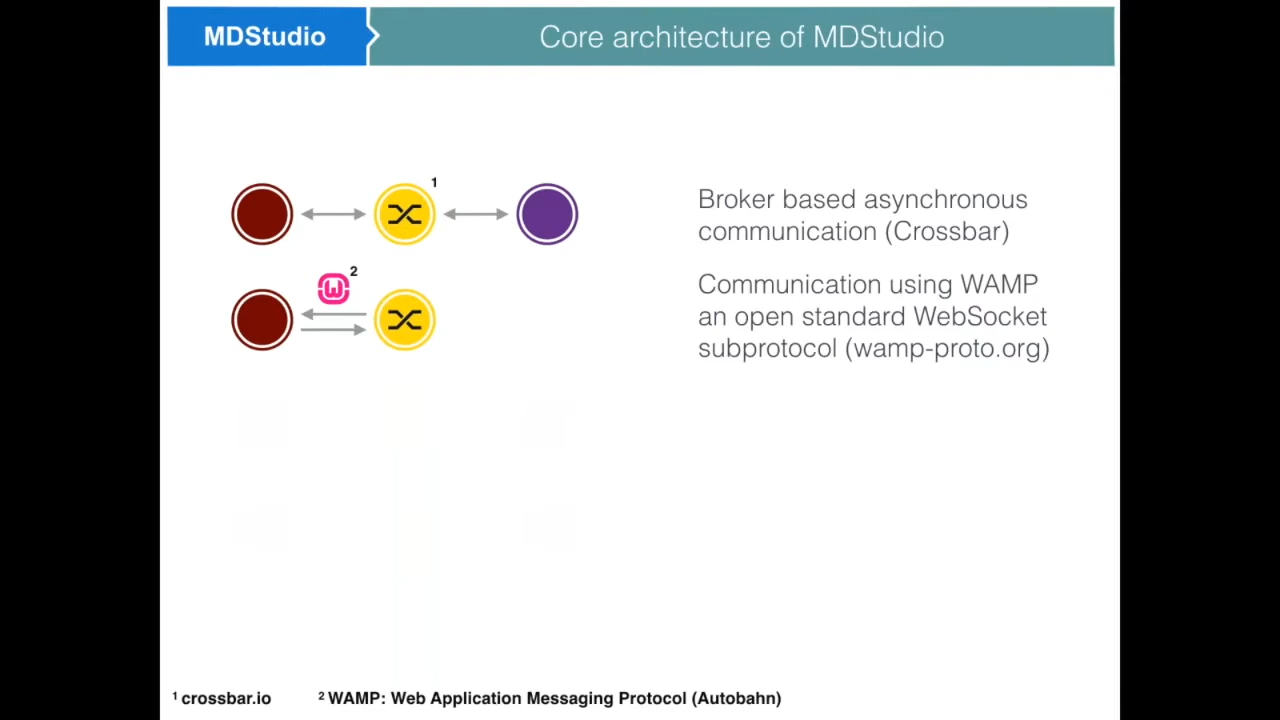 MDStudio
Core architecture of MDStudio
1
Broker based asynchronous
communication (Crossbar)
2
W
Communication using WAMP
an open standard WebSocket
subprotocol (wamp-proto.org)
1 crossbar.io
2 WAMP: Web Application Messaging Protocol (Autobahn)